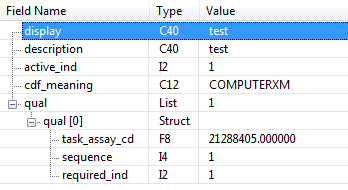 Field Name Type Value
display C40 test
description C40 test
active_ind I2 1
cdf_meaning C12 COMPUTERXM
qual List 1
qual [0] Struct
task_assay_cd F8 21288405.000000
sequence I4 1
required_ind I2 1